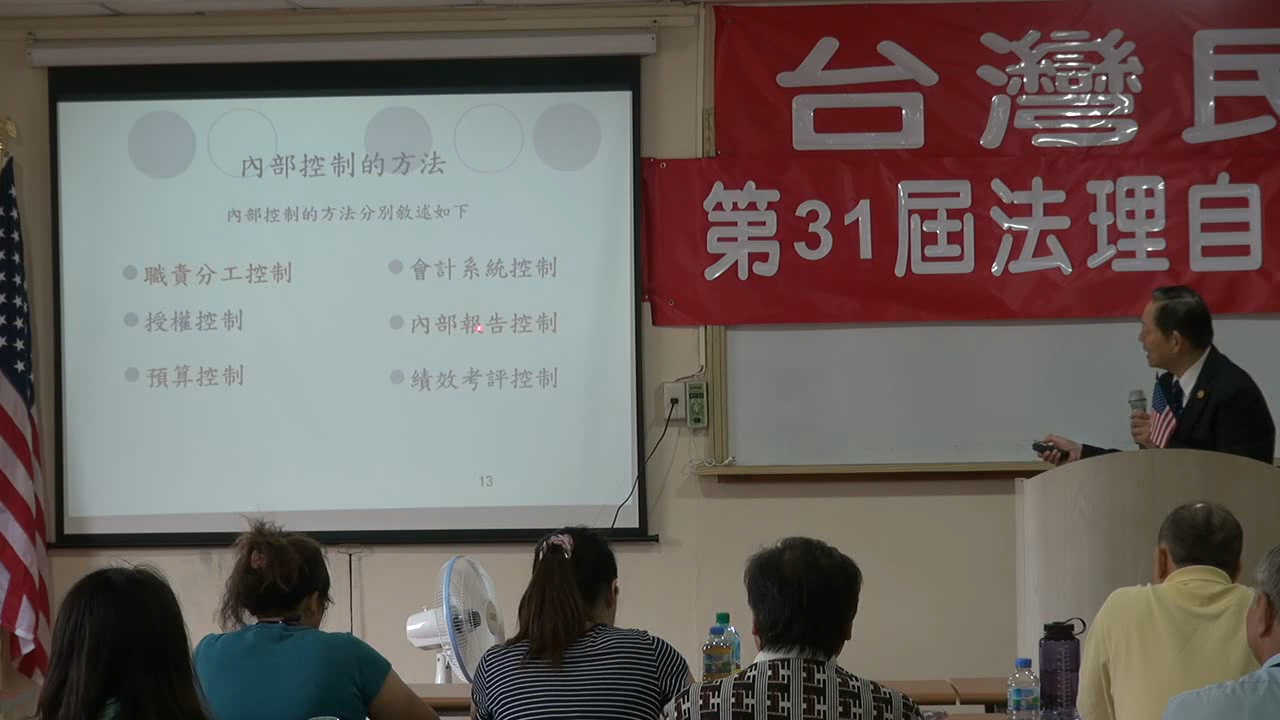 台灣民
第31屆法理自
內部控制的方法
內部控制的方法分別敘述如下
職責分工控制
授權控制
預算控制
會計系統控制
內部報告控制
績效考評控制
13